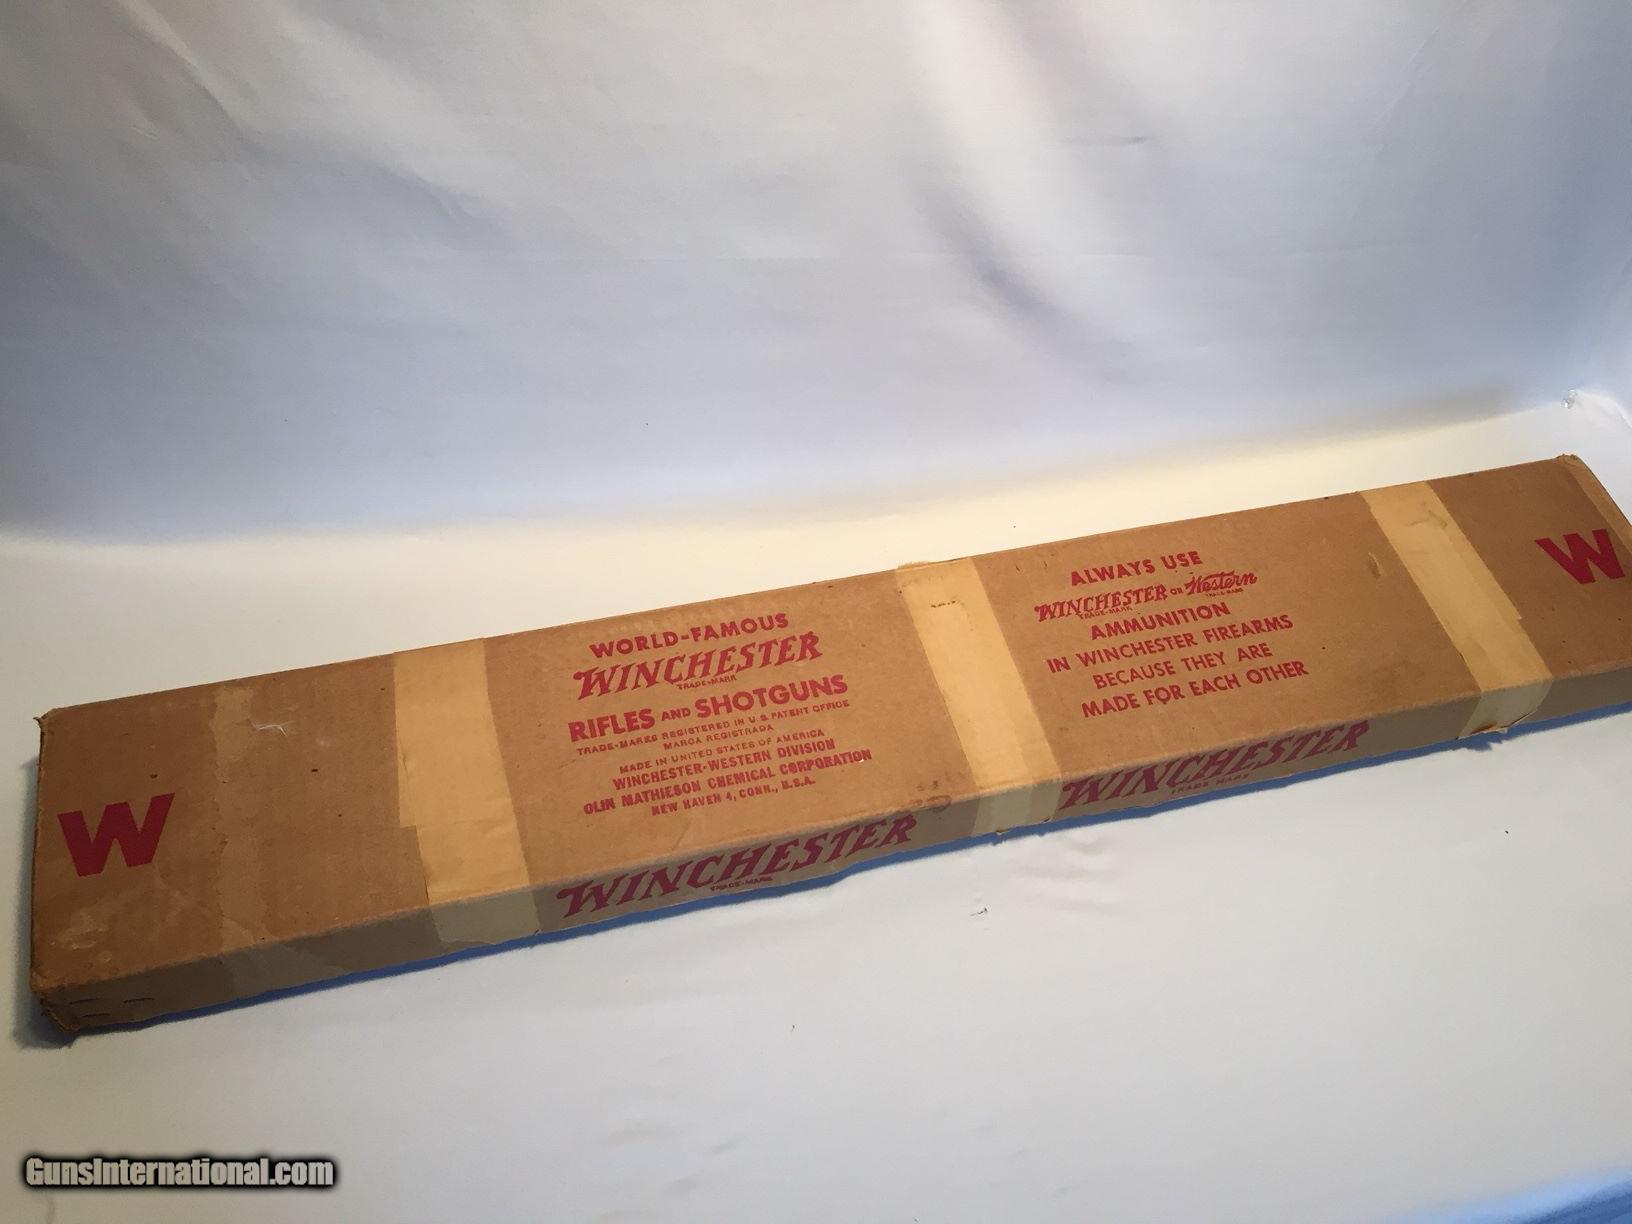 WORLD-FAMOUS
WINCHESTER
TRADE-MARK
RIFLES AND SHOTGUNS
TRADE-MARKS REGISTERED IN U.S. PATENT OFFICE
MARCA REGISTRADA
MADE IN UNITED STATES OF AMERICA
WINCHESTER-WESTERN DIVISION
OLIN MATHIESON CHEMICAL CORPORATION
NEW HAVEN 4, CONN., U.S.A.
ALWAYS USE
WINCHESTER OR Western
TRADE-MARK TRADE-MARK
AMMUNITION
IN WINCHESTER FIREARMS
BECAUSE THEY ARE
MADE FOR EACH OTHER
W
W
WINCHESTER
TRADE-MARK
WINCHESTER
TRADE-MARK
GunsInternational.com